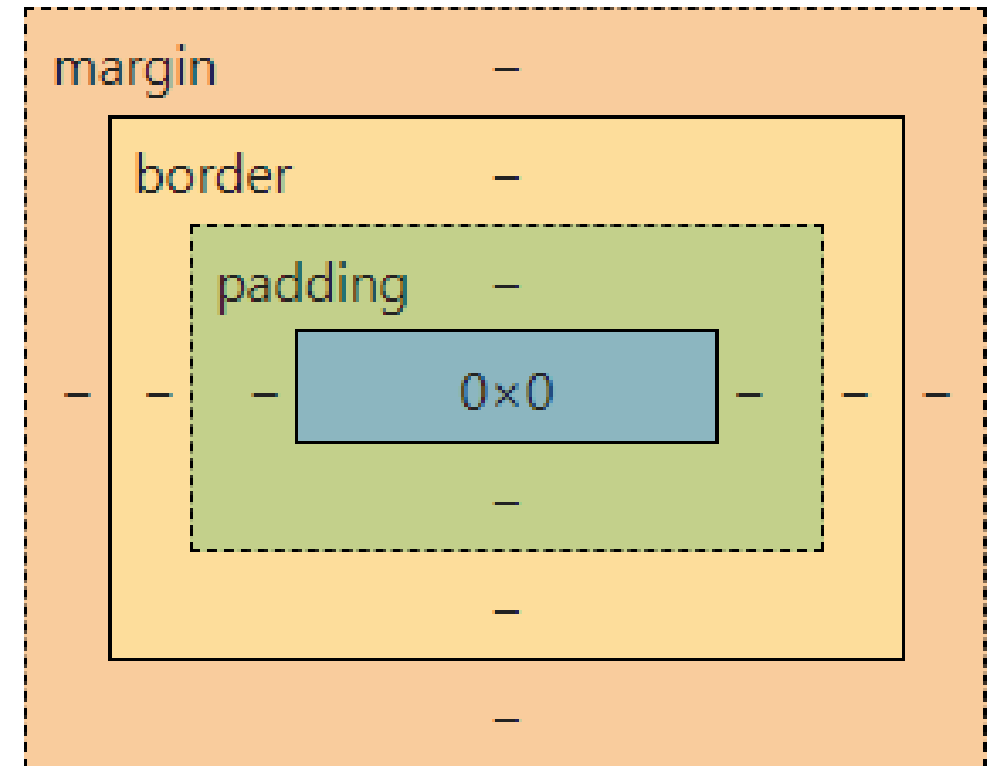 margin –
border –
padding –
– – – 0×0 – – –
–
–
–